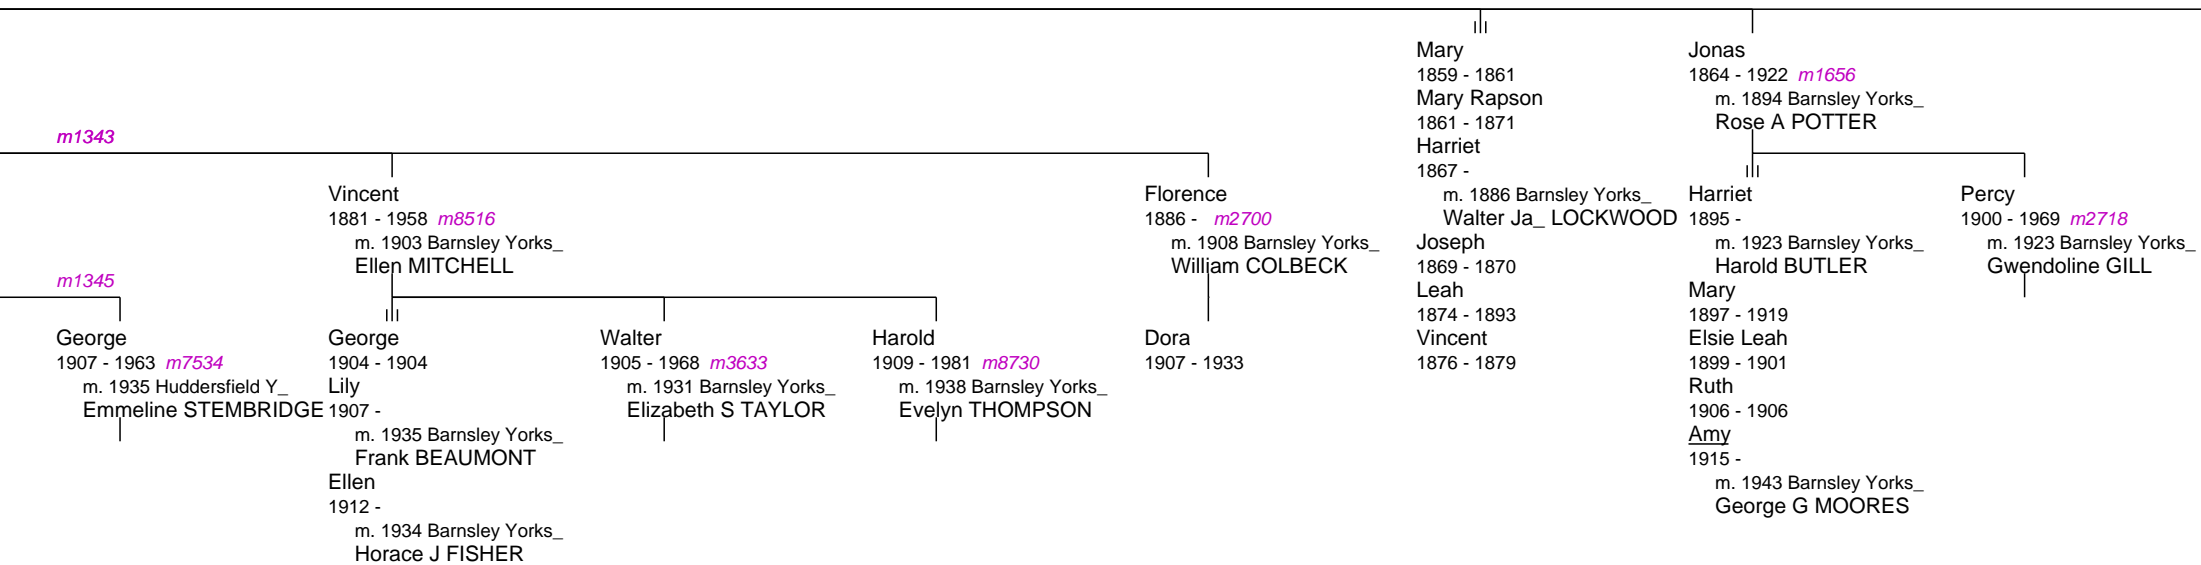 Mary
1859 - 1861
Mary Rapson
1861 - 1871
Harriet
1867 -
m. 1886 Barnsley Yorks_
Walter Ja_ LOCKWOOD
Joseph
1869 - 1870
Leah
1874 - 1893
Vincent
1876 - 1879
Jonas
1864 - 1922 m1656
m. 1894 Barnsley Yorks_
Rose A POTTER
m1343
Vincent
1881 - 1958 m8516
m. 1903 Barnsley Yorks_
Ellen MITCHELL
Florence
1886 - m2700
m. 1908 Barnsley Yorks_
William COLBECK
Harriet
1895 -
m. 1923 Barnsley Yorks_
Harold BUTLER
Mary
1897 - 1919
Elsie Leah
1899 - 1901
Ruth
1906 - 1906
Amy
1915 -
m. 1943 Barnsley Yorks_
George G MOORES
Percy
1900 - 1969 m2718
m. 1923 Barnsley Yorks_
Gwendoline GILL
m1345
George
1907 - 1963 m7534
m. 1935 Huddersfield Y_
Emmeline STEMBRIDGE
George
1904 - 1904
Lily
1907 -
m. 1935 Barnsley Yorks_
Frank BEAUMONT
Ellen
1912 -
m. 1934 Barnsley Yorks_
Horace J FISHER
Walter
1905 - 1968 m3633
m. 1931 Barnsley Yorks_
Elizabeth S TAYLOR
Harold
1909 - 1981 m8730
m. 1938 Barnsley Yorks_
Evelyn THOMPSON
Dora
1907 - 1933